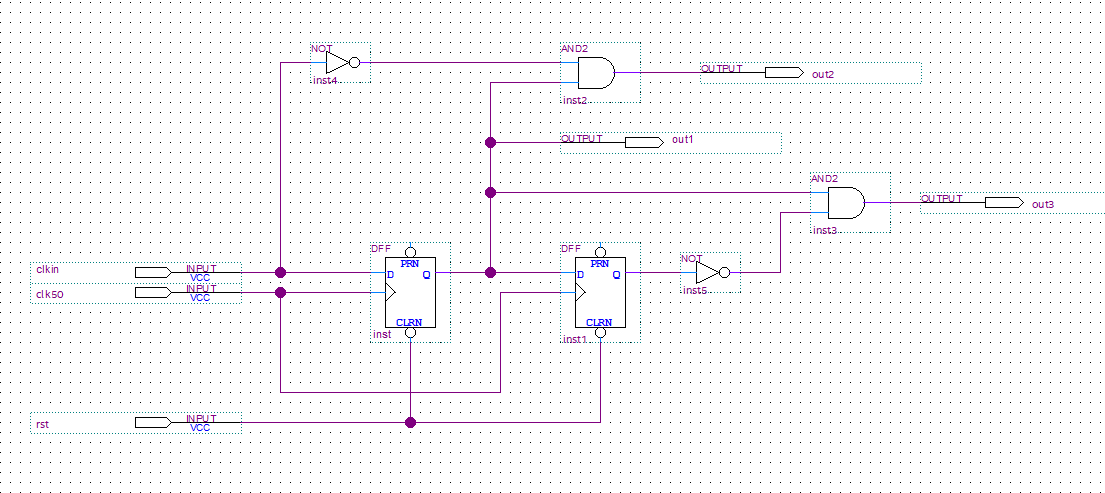 NOT
inst4
AND2
inst2
OUTPUT
out2
OUTPUT
out1
AND2
inst3
OUTPUT
out3
clkin
INPUT
VCC
clk50
INPUT
VCC
DFF
PRN
D
Q
CLRN
inst
DFF
PRN
D
Q
CLRN
inst1
NOT
inst5
rst
INPUT
VCC